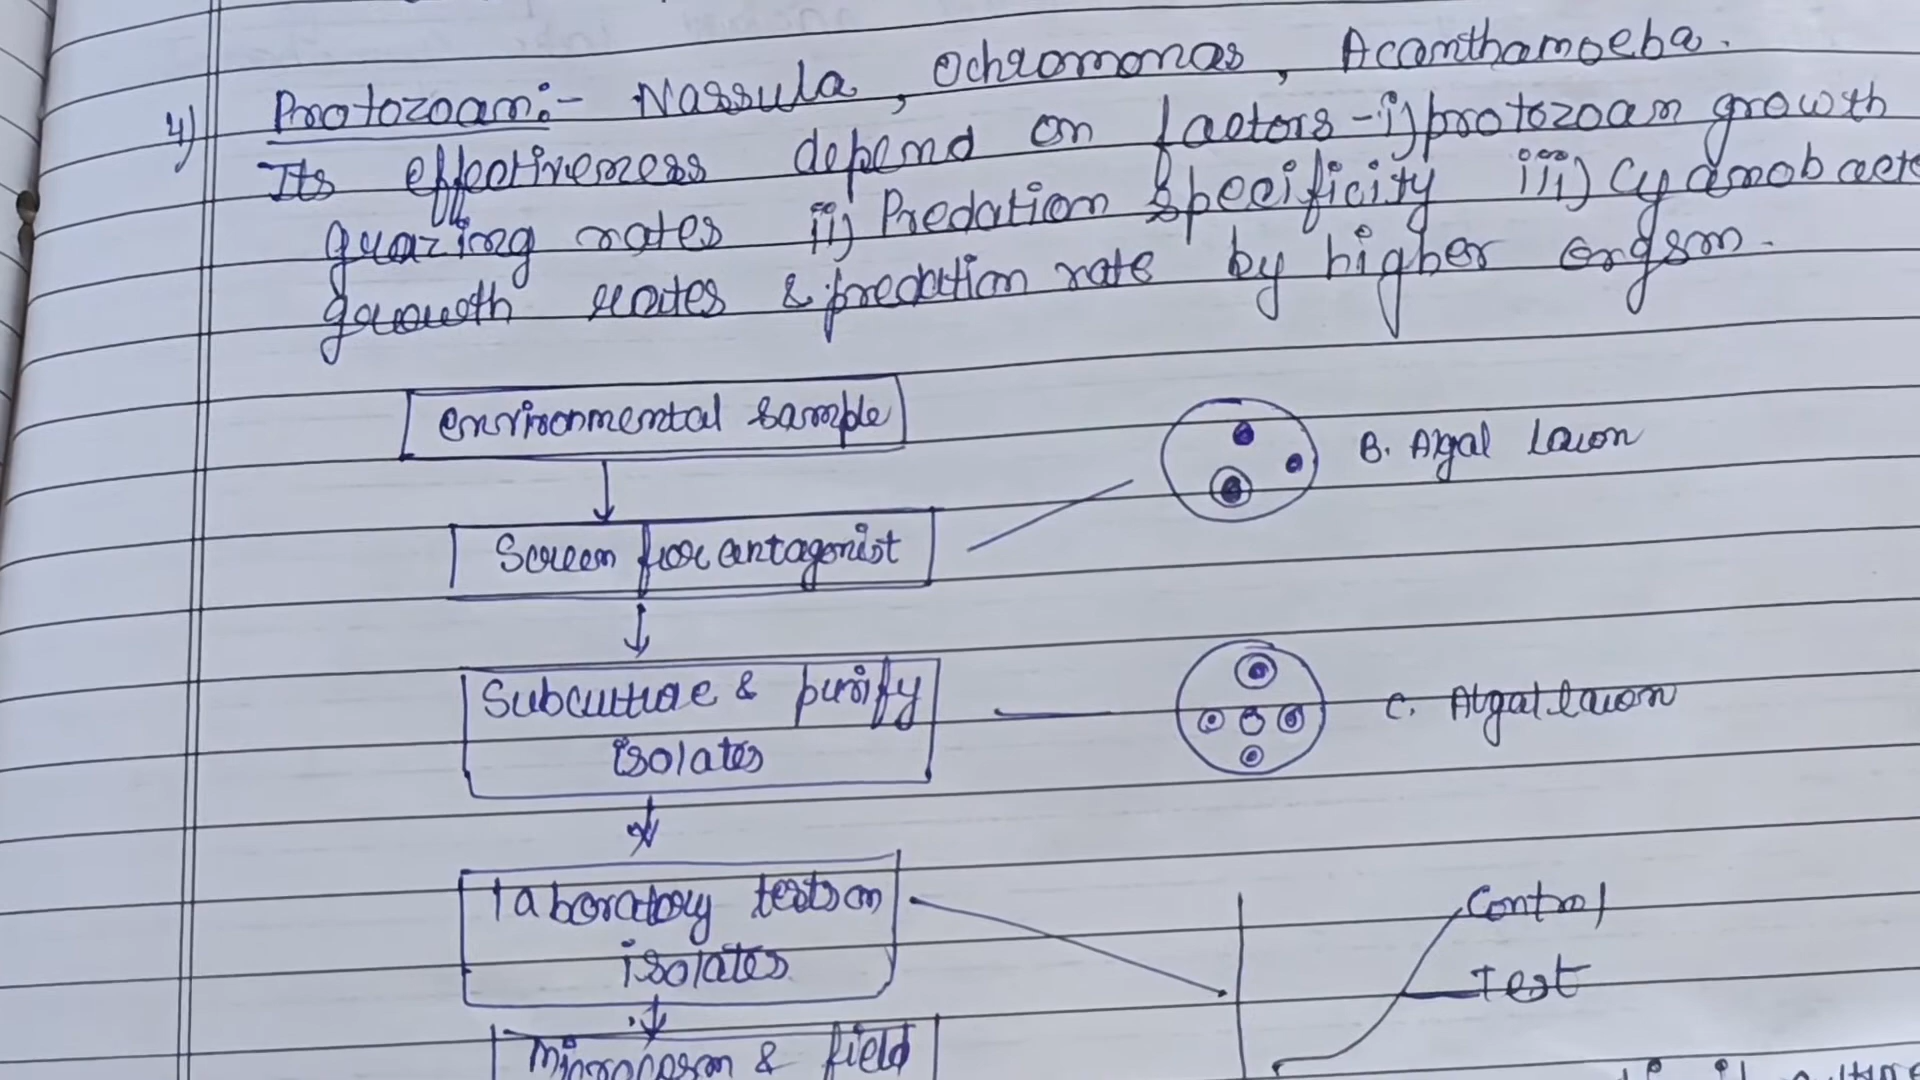 4) Protozoan:- Nassula, Ochromonas, Acanthamoeba.
Its effectiveness depend on factors - i) protozoan growth
grazing rates ii) Predation specificity iii) Cyanobacte
growth rates & predation rate by higher orgsm.
environmental sample
B. Algal Lawn
Screen for antagonist
Subculture & purify
isolates
C. Algal lawn
laboratory tests on
isolates
Control
Test
Microcosm & field